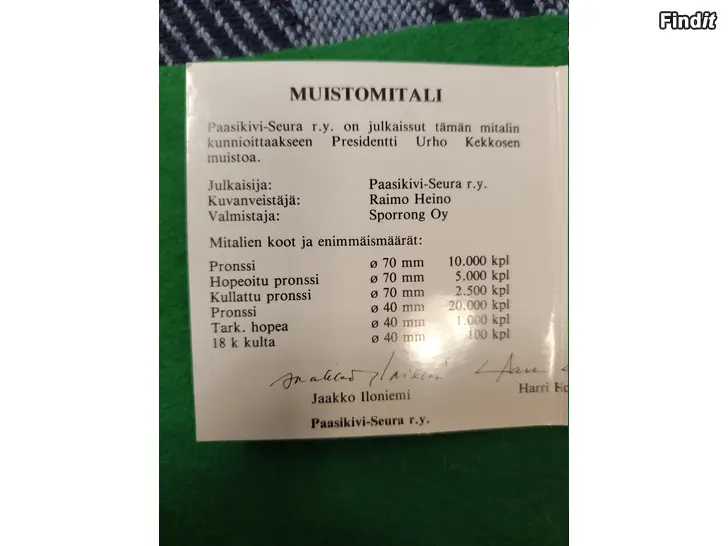 Findit
MUISTOMITALI
Paasikivi-Seura r.y. on julkaissut tämän mitalin
kunnioittaakseen Presidentti Urho Kekkosen
muistoa.
Julkaisija: Paasikivi-Seura r.y.
Kuvanveistäjä: Raimo Heino
Valmistaja: Sporrong Oy
Mitalien koot ja enimmäismäärät:
Pronssi ø 70 mm 10.000 kpl
Hopeoitu pronssi ø 70 mm 5.000 kpl
Kullattu pronssi ø 70 mm 2.500 kpl
Pronssi ø 40 mm 20.000 kpl
Tark. hopea ø 40 mm 1.000 kpl
18 k kulta ø 40 mm 100 kpl
Jaakko Iloniemi Harri
Paasikivi-Seura r.y.